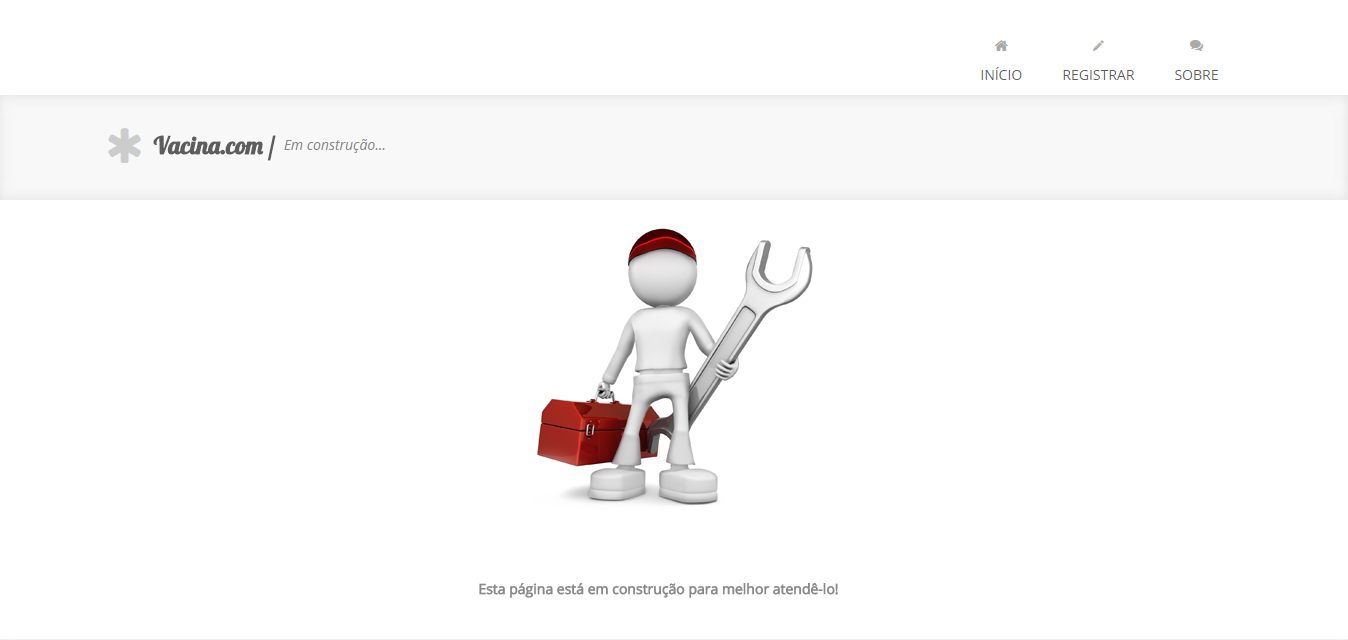 INÍCIO REGISTRAR SOBRE
Vacina.com / Em construção...
Esta página está em construção para melhor atendê-lo!